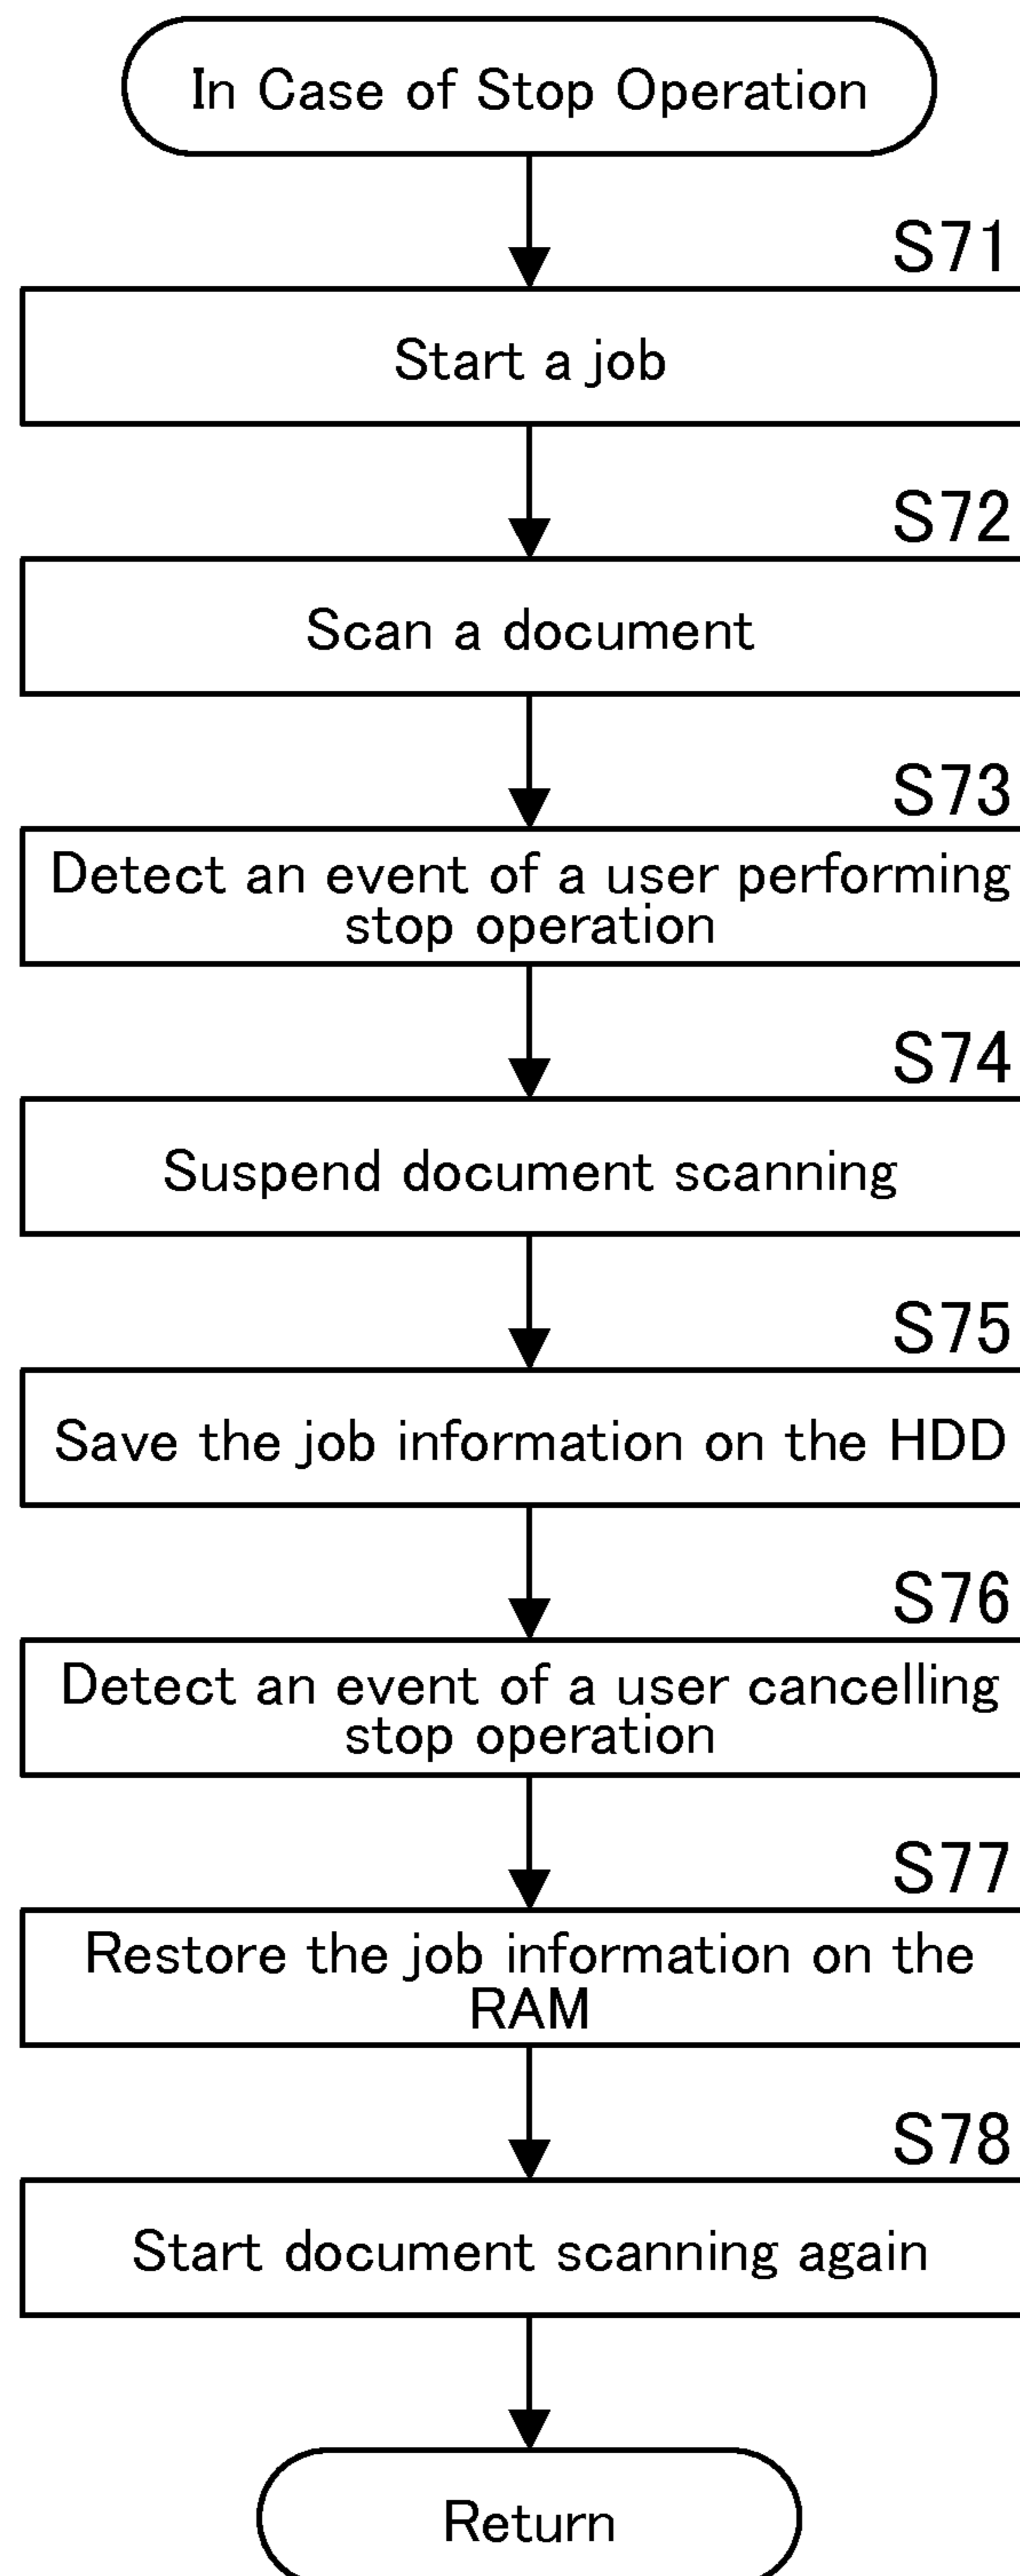 In Case of Stop Operation
S71
Start a job
S72
Scan a document
S73
Detect an event of a user performing
stop operation
S74
Suspend document scanning
S75
Save the job information on the HDD
S76
Detect an event of a user cancelling
stop operation
S77
Restore the job information on the
RAM
S78
Start document scanning again
Return